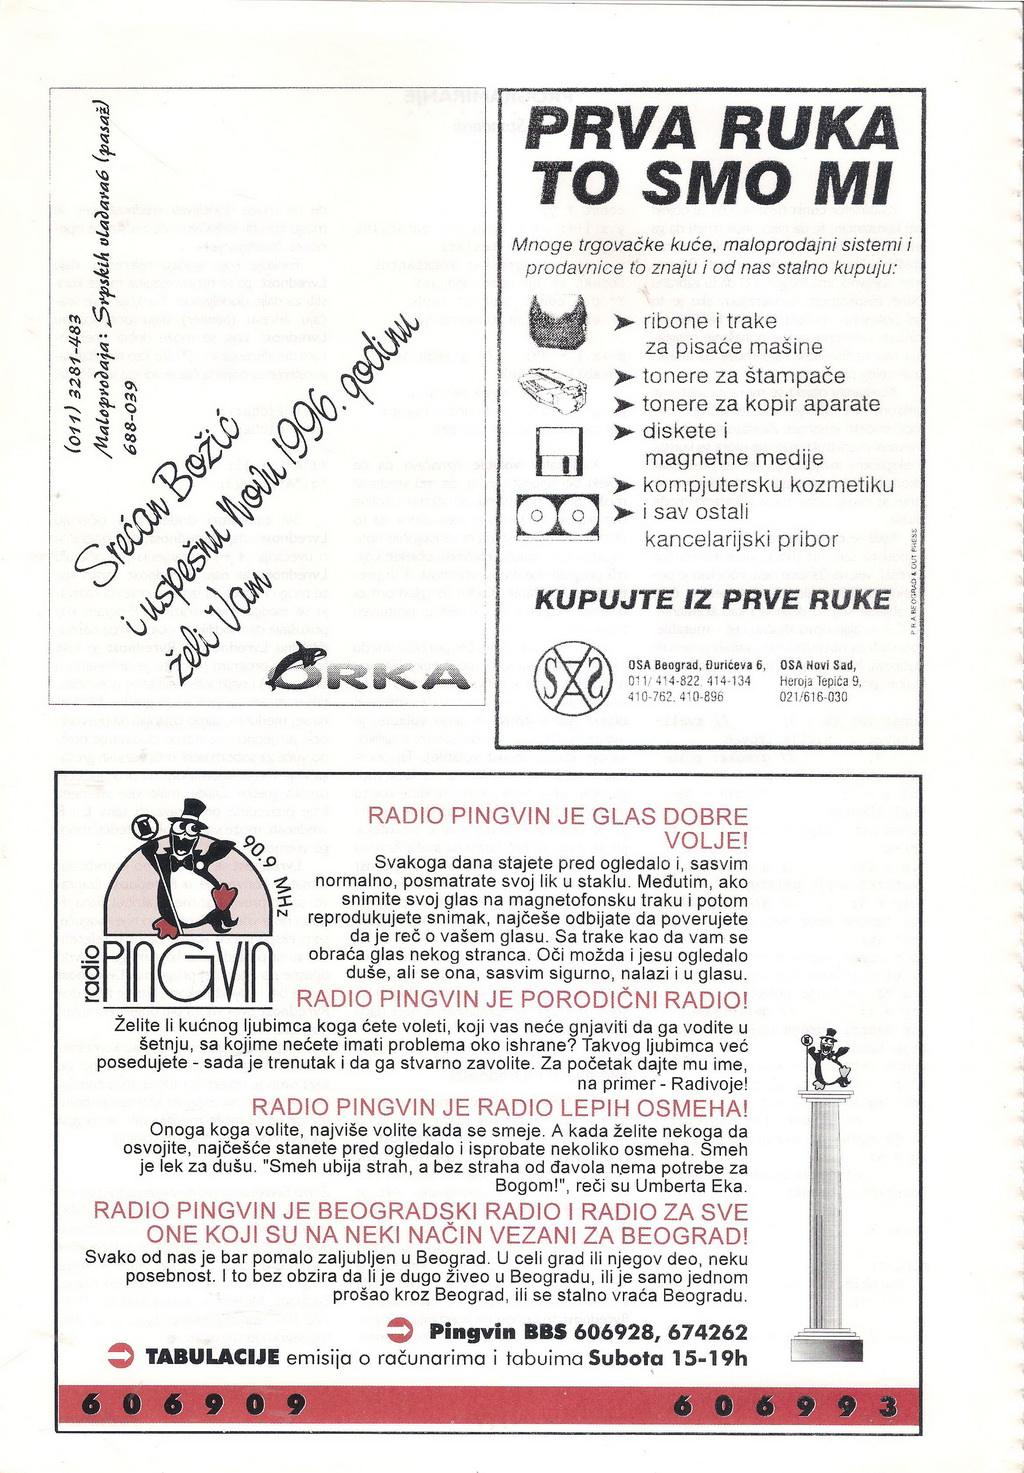 (011) 3281-483
Maloprodaja: Srpskih vladara6 (pasaž)
688-039
Srećan Božić
i uspešnu Novu 1996. godinu
želi Vam
ORKA
PRVA RUKA
TO SMO MI
Mnoge trgovačke kuće, maloprodajni sistemi i
prodavnice to znaju i od nas stalno kupuju:
➤ ribone i trake
za pisaće mašine
➤ tonere za štampače
➤ tonere za kopir aparate
➤ diskete i
magnetne medije
➤ kompjutersku kozmetiku
➤ i sav ostali
kancelarijski pribor
KUPUJTE IZ PRVE RUKE
P.R.A BEOGRAD & OUT PRESS
OSA Beograd, Đurićeva 6,
011/ 414-822, 414-134
410-762, 410-896
OSA Novi Sad,
Heroja Tepića 9,
021/616-030
90.9 MHz
radio
PINGVIN
RADIO PINGVIN JE GLAS DOBRE
VOLJE!
Svakoga dana stajete pred ogledalo i, sasvim
normalno, posmatrate svoj lik u staklu. Međutim, ako
snimite svoj glas na magnetofonsku traku i potom
reprodukujete snimak, najčeše odbijate da poverujete
da je reč o vašem glasu. Sa trake kao da vam se
obraća glas nekog stranca. Oči možda i jesu ogledalo
duše, ali se ona, sasvim sigurno, nalazi i u glasu.
RADIO PINGVIN JE PORODIČNI RADIO!
Želite li kućnog ljubimca koga ćete voleti, koji vas neće gnjaviti da ga vodite u
šetnju, sa kojime nećete imati problema oko ishrane? Takvog ljubimca već
posedujete - sada je trenutak i da ga stvarno zavolite. Za početak dajte mu ime,
na primer - Radivoje!
RADIO PINGVIN JE RADIO LEPIH OSMEHA!
Onoga koga volite, najviše volite kada se smeje. A kada želite nekoga da
osvojite, najčešće stanete pred ogledalo i isprobate nekoliko osmeha. Smeh
je lek za dušu. "Smeh ubija strah, a bez straha od đavola nema potrebe za
Bogom!", reči su Umberta Eka.
RADIO PINGVIN JE BEOGRADSKI RADIO I RADIO ZA SVE
ONE KOJI SU NA NEKI NAČIN VEZANI ZA BEOGRAD!
Svako od nas je bar pomalo zaljubljen u Beograd. U celi grad ili njegov deo, neku
posebnost. I to bez obzira da li je dugo živeo u Beogradu, ili je samo jednom
prošao kroz Beograd, ili se stalno vraća Beogradu.
Pingvin BBS 606928, 674262
TABULACIJE emisija o računarima i tabuima Subota 15-19h
606909 606993